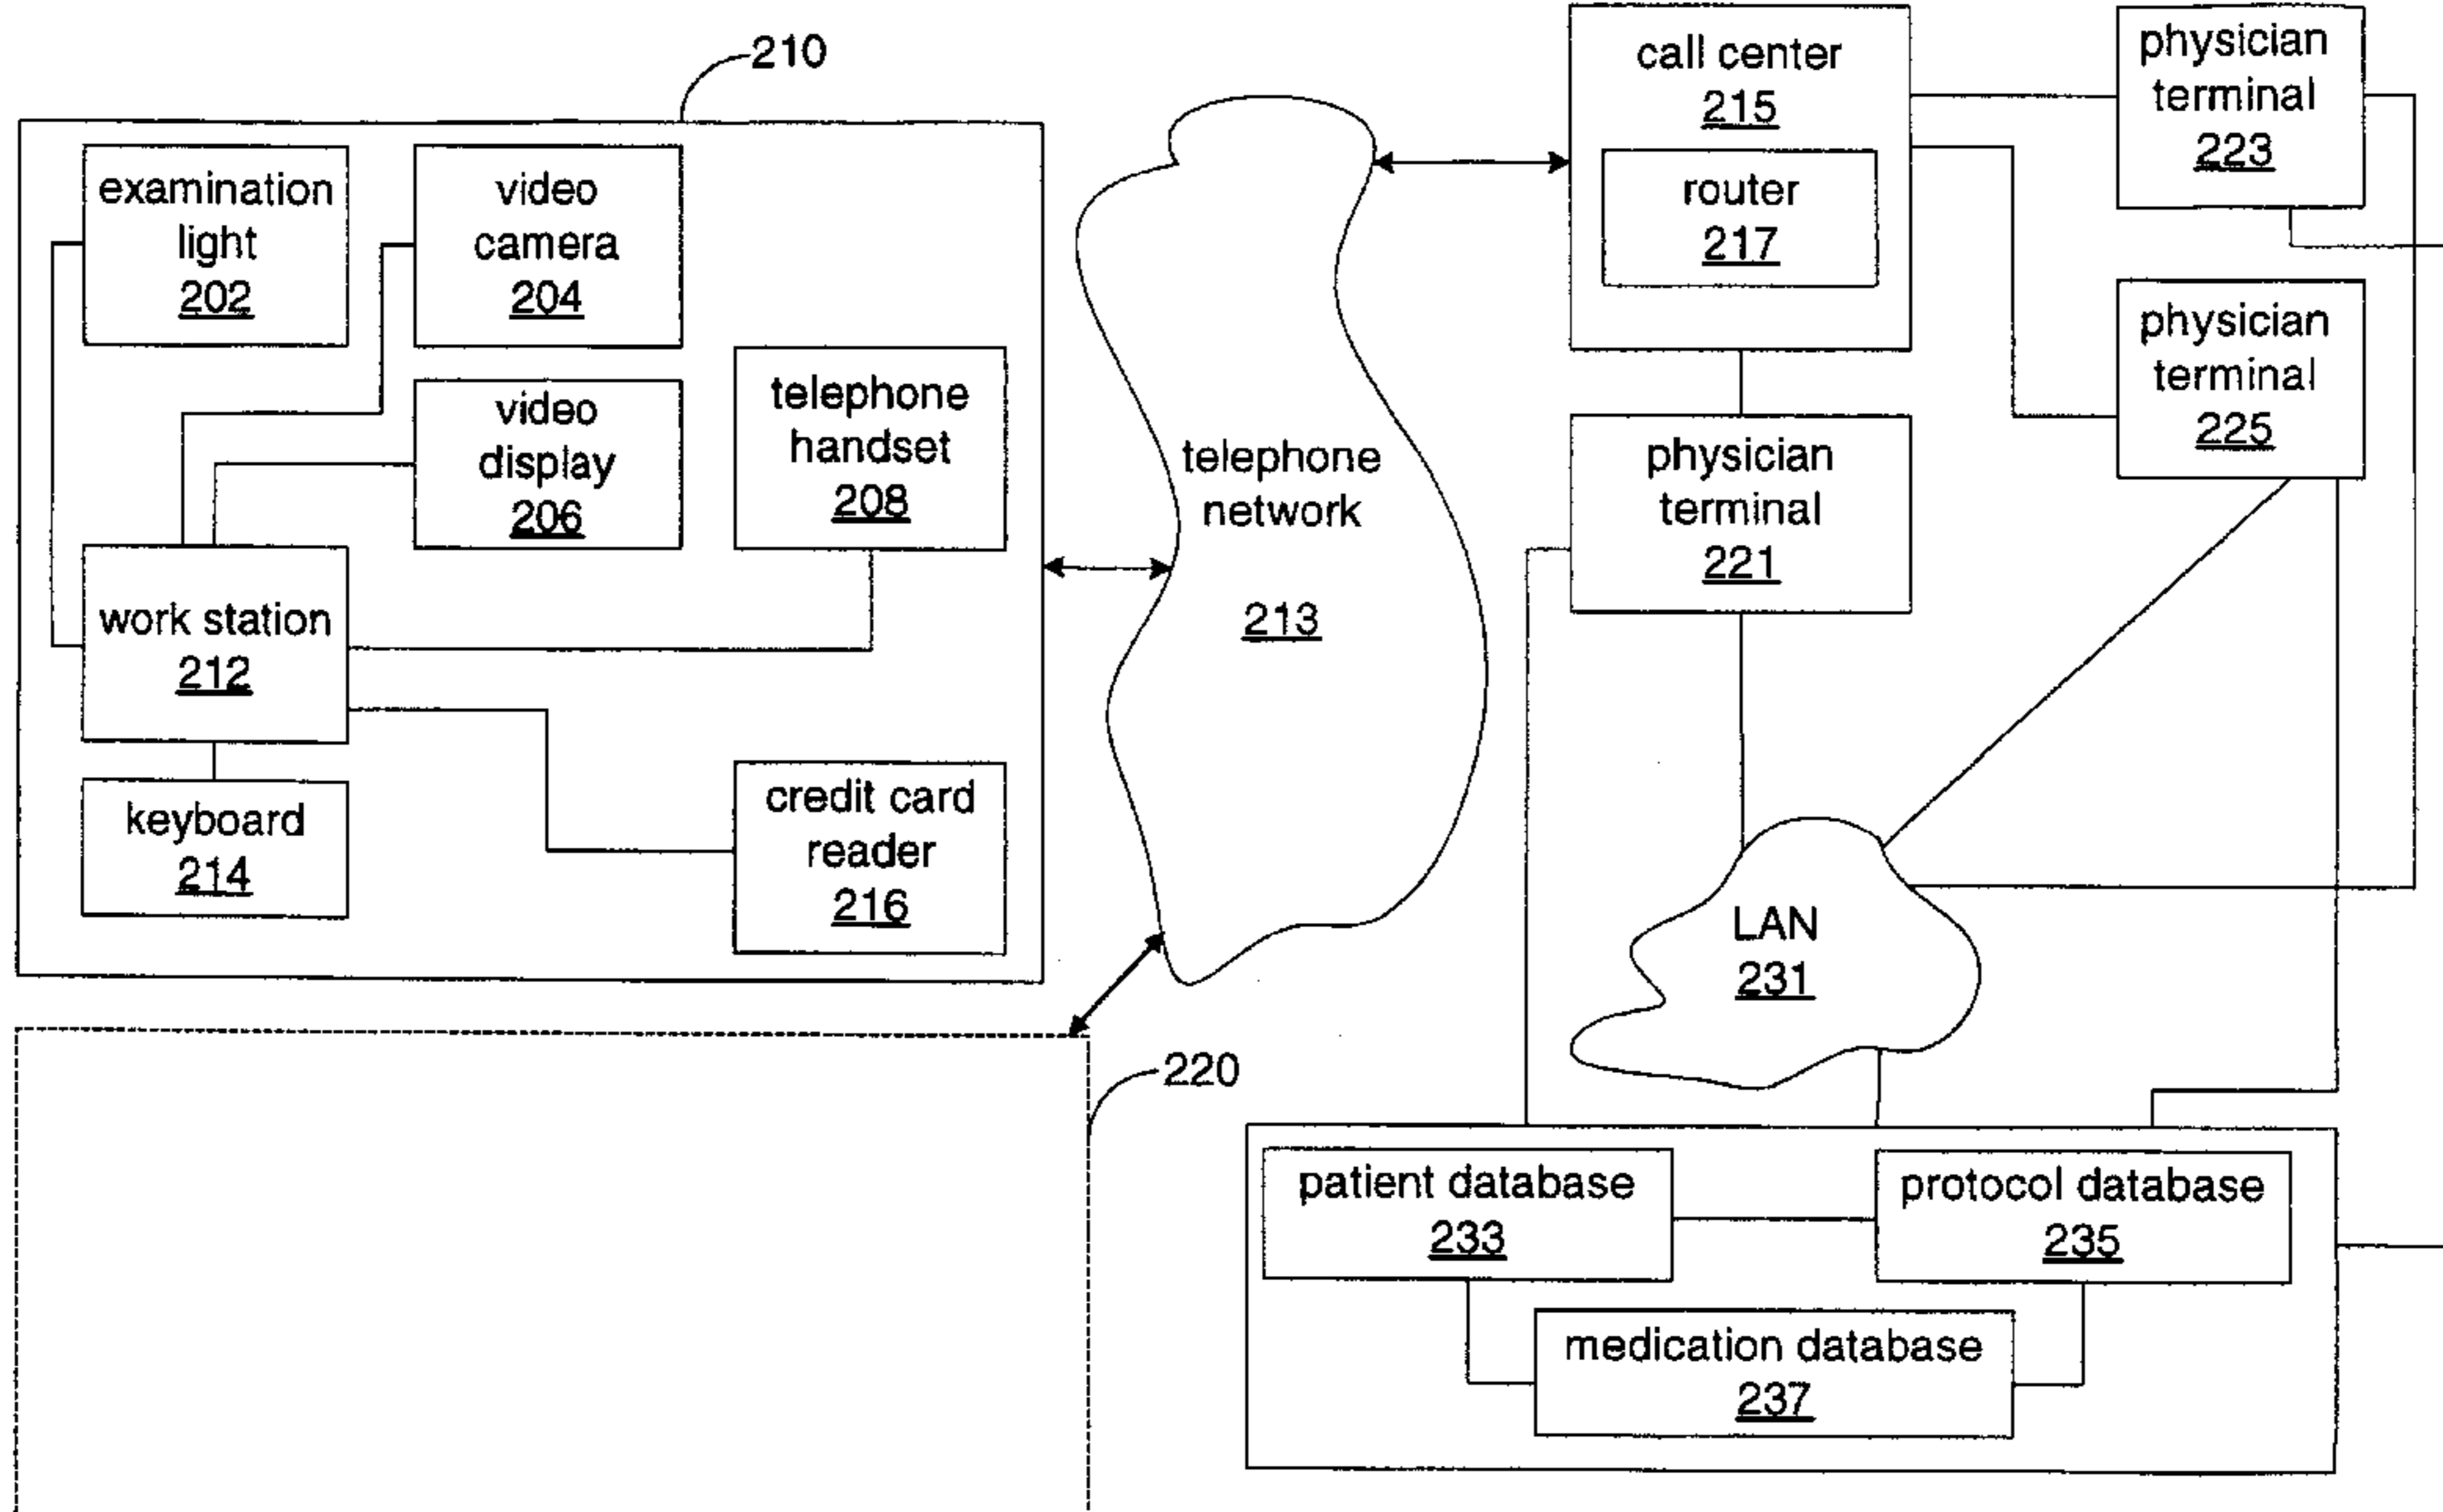 210
examination
light
202
video
camera
204
video
display
206
telephone
handset
208
work station
212
keyboard
214
credit card
reader
216
telephone
network
213
220
call center
215
router
217
physician
terminal
223
physician
terminal
225
physician
terminal
221
LAN
231
patient database
233
protocol database
235
medication database
237